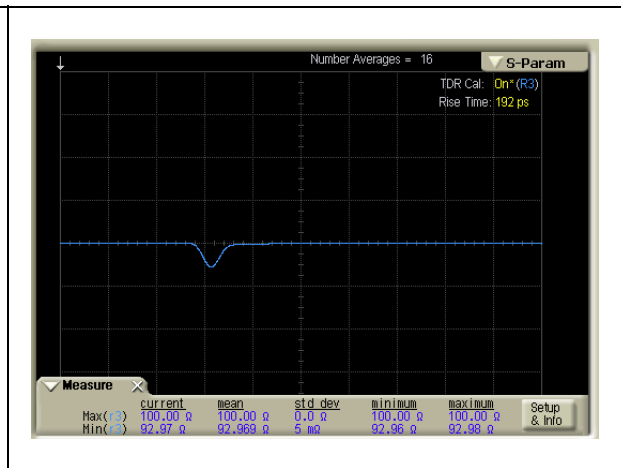 Number Averages = 16
S-Param
TDR Cal: On*(R3)
Rise Time: 192 ps
Measure
current mean std dev minimum maximum
Max(r3) 100.00 Ω 100.00 Ω 0.0 Ω 100.00 Ω 100.00 Ω
Min(r3) 92.97 Ω 92.969 Ω 5 mΩ 92.96 Ω 92.98 Ω
Setup
& Info